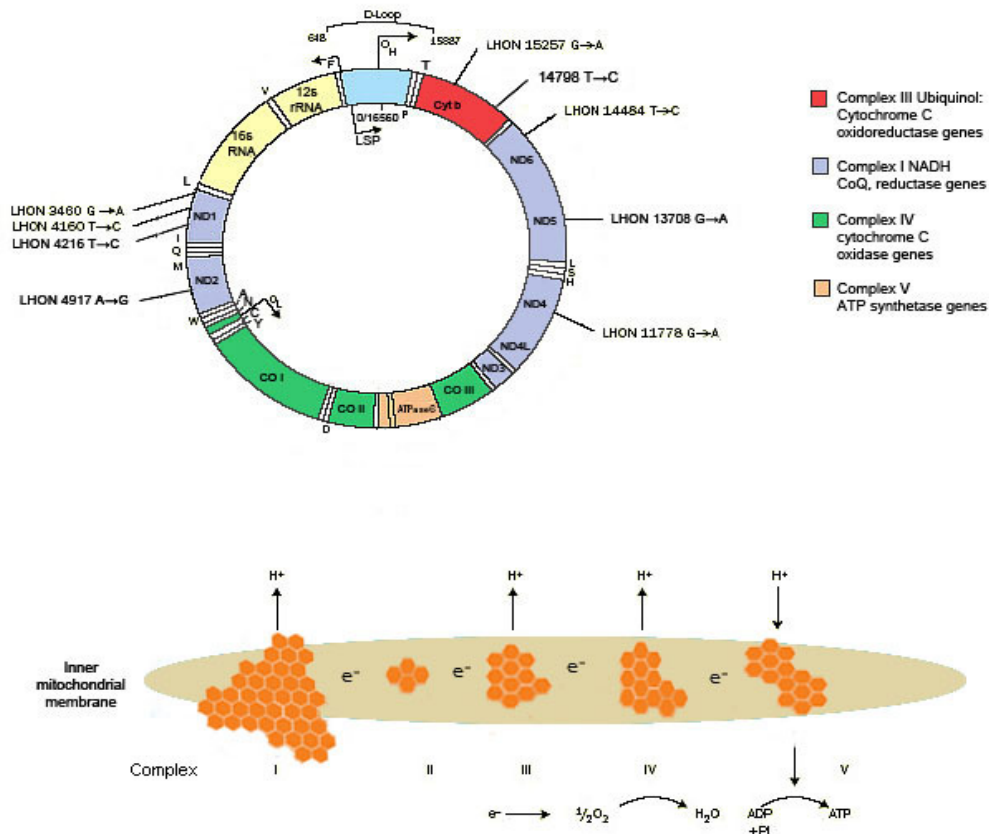 D-Loop
648
15887
O
H
F
T
P
V
12s
rRNA
16s
RNA
0/16560
LSP
Cyt b
LHON 15257 G→A
14798 T→C
LHON 14484 T→C
ND6
ND5
LHON 13708 G→A
L
S
H
ND4
LHON 11778 G→A
ND4L
ND3
CO III
ATPase6
CO II
D
CO I
L
ND1
LHON 3460 G→A
LHON 4160 T→C
LHON 4216 T→C
I
Q
M
ND2
LHON 4917 A→G
W
A
N
C
Y
O
L
Complex III Ubiquinol:
Cytochrome C
oxidoreductase genes
Complex I NADH
CoQ, reductase genes
Complex IV
cytochrome C
oxidase genes
Complex V
ATP synthetase genes
H+
H+
H+
H+
Inner
mitochondrial
membrane
e-
e-
e-
e-
Complex
I
II
III
IV
V
e-
½O2
H2O
ADP
+Pi
ATP